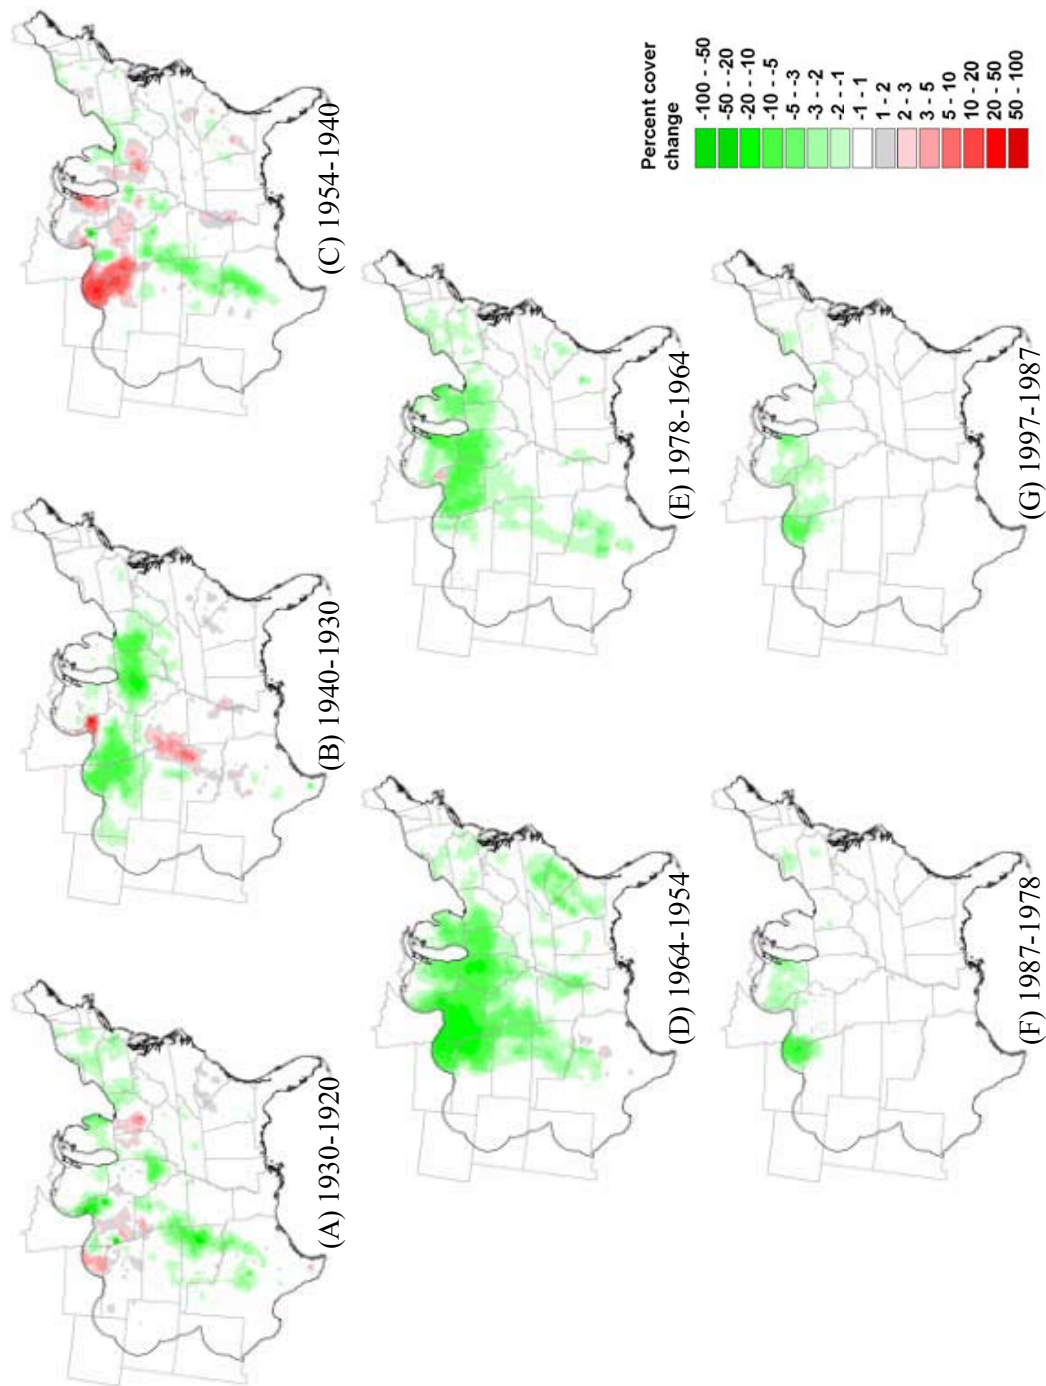 (A) 1930-1920
(B) 1940-1930
(C) 1954-1940
(D) 1964-1954
(E) 1978-1964
(F) 1987-1978
(G) 1997-1987
Percent cover
change
-100 - -50
-50 - -20
-20 - -10
-10 - -5
-5 - -3
-3 - -2
-2 - -1
-1 - 1
1 - 2
2 - 3
3 - 5
5 - 10
10 - 20
20 - 50
50 - 100